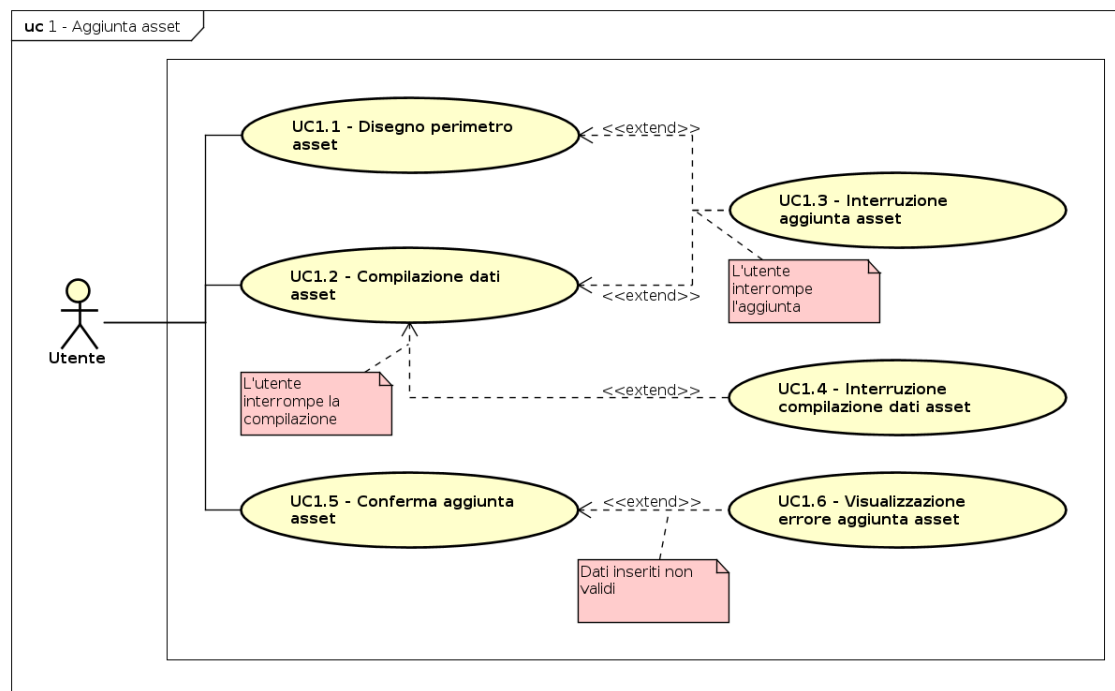 uc 1 - Aggiunta asset
UC1.1 - Disegno perimetro
asset
<<extend>>
UC1.3 - Interruzione
aggiunta asset
UC1.2 - Compilazione dati
asset
<<extend>>
L'utente
interrompe
l'aggiunta
Utente
L'utente
interrompe la
compilazione
<<extend>>
UC1.4 - Interruzione
compilazione dati asset
UC1.5 - Conferma aggiunta
asset
<<extend>>
UC1.6 - Visualizzazione
errore aggiunta asset
Dati inseriti non
validi